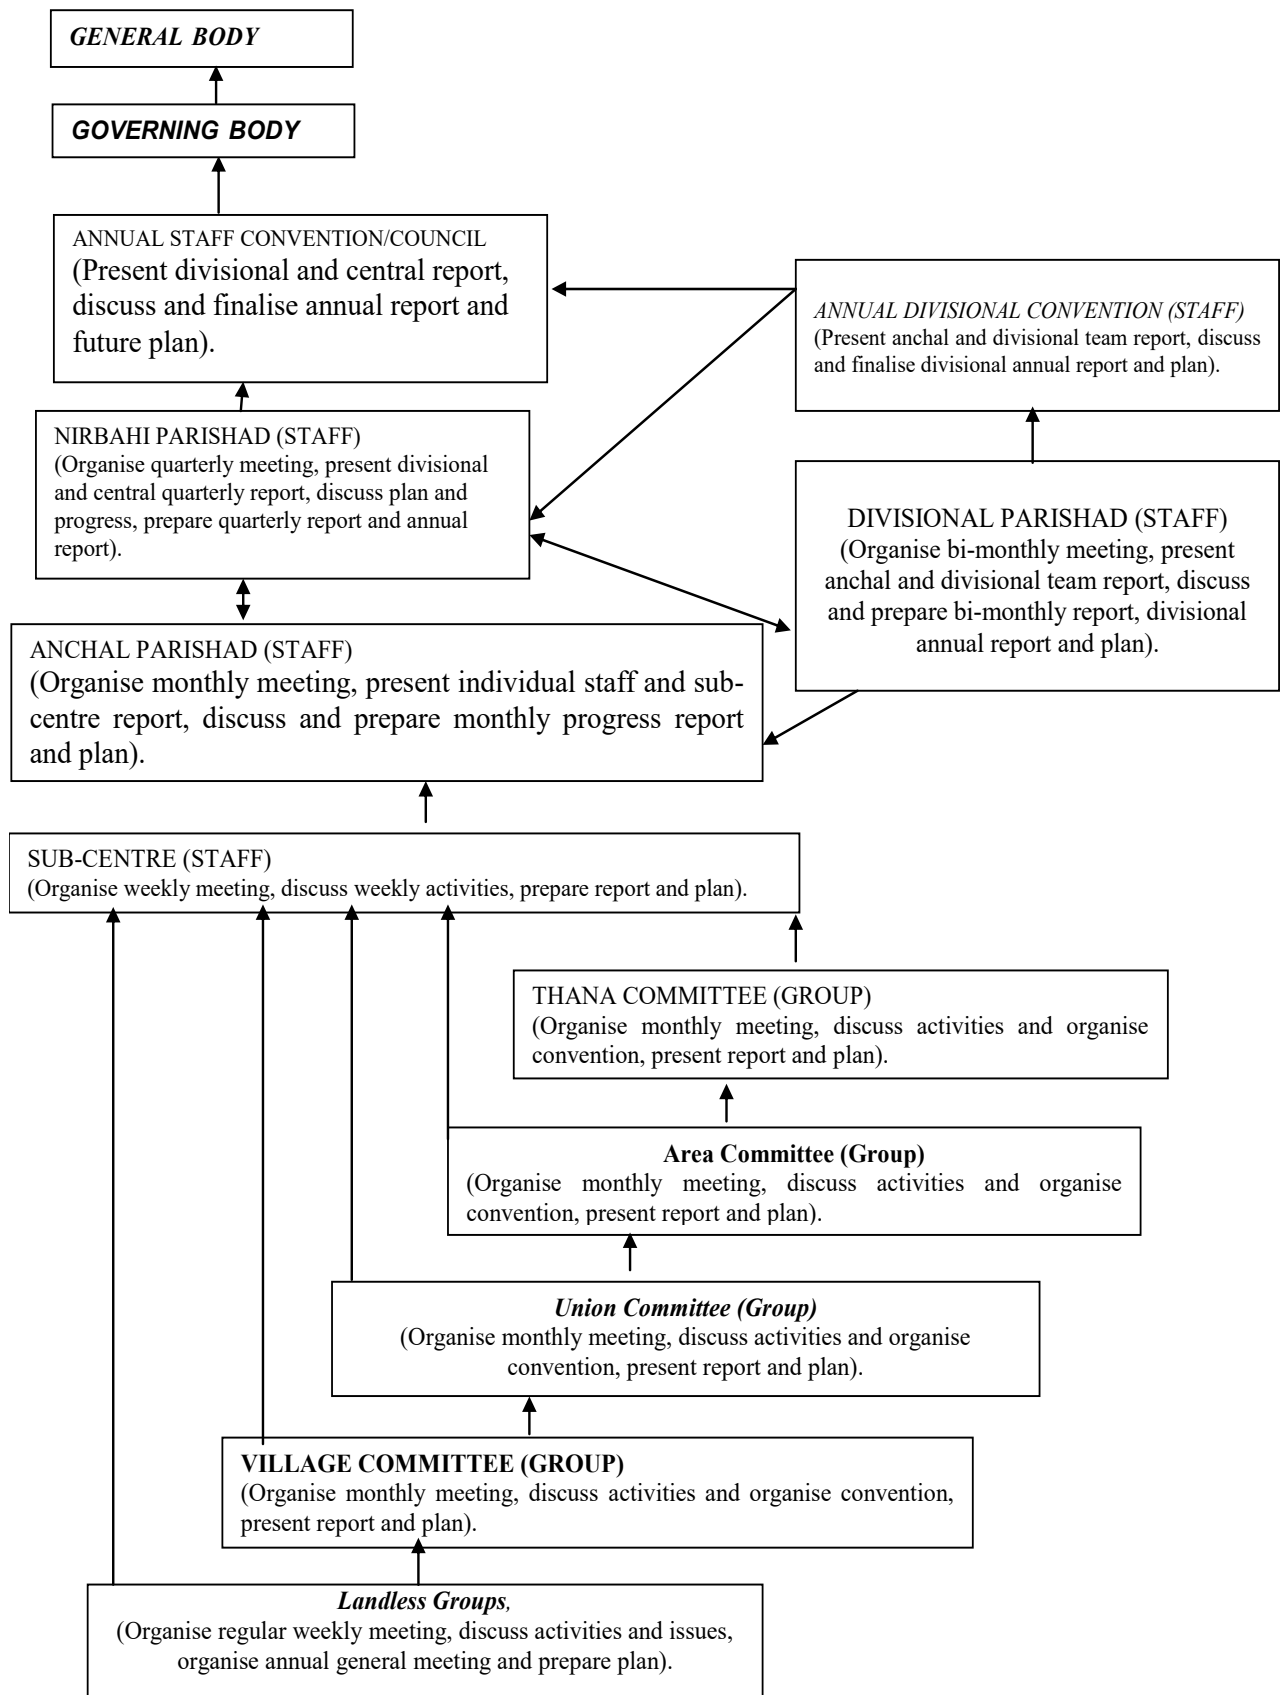 GENERAL BODY
GOVERNING BODY
ANNUAL STAFF CONVENTION/COUNCIL
(Present divisional and central report,
discuss and finalise annual report and
future plan).
ANNUAL DIVISIONAL CONVENTION (STAFF)
(Present anchal and divisional team report, discuss
and finalise divisional annual report and plan).
NIRBAHI PARISHAD (STAFF)
(Organise quarterly meeting, present divisional
and central quarterly report, discuss plan and
progress, prepare quarterly report and annual
report).
DIVISIONAL PARISHAD (STAFF)
(Organise bi-monthly meeting, present
anchal and divisional team report, discuss
and prepare bi-monthly report, divisional
annual report and plan).
ANCHAL PARISHAD (STAFF)
(Organise monthly meeting, present individual staff and sub-
centre report, discuss and prepare monthly progress report
and plan).
SUB-CENTRE (STAFF)
(Organise weekly meeting, discuss weekly activities, prepare report and plan).
THANA COMMITTEE (GROUP)
(Organise monthly meeting, discuss activities and organise
convention, present report and plan).
Area Committee (Group)
(Organise monthly meeting, discuss activities and organise
convention, present report and plan).
Union Committee (Group)
(Organise monthly meeting, discuss activities and organise
convention, present report and plan).
VILLAGE COMMITTEE (GROUP)
(Organise monthly meeting, discuss activities and organise convention,
present report and plan).
Landless Groups,
(Organise regular weekly meeting, discuss activities and issues,
organise annual general meeting and prepare plan).